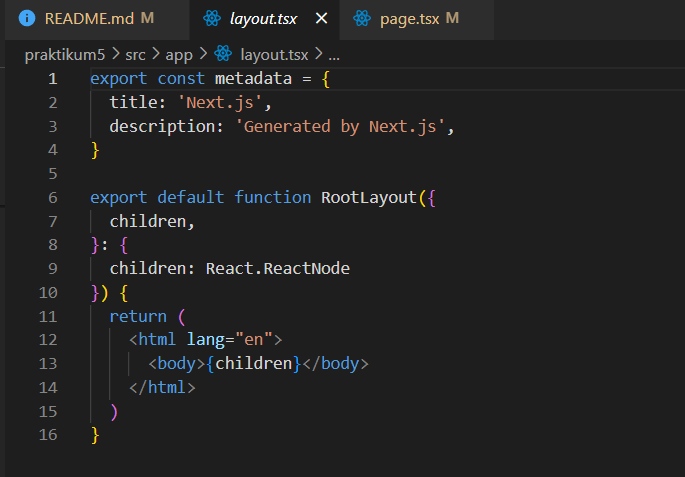 README.md M layout.tsx × page.tsx M
praktikum5 > src > app > layout.tsx > ...
1 export const metadata = {
2   title: 'Next.js',
3   description: 'Generated by Next.js',
4 }
5
6 export default function RootLayout({
7   children,
8 }: {
9   children: React.ReactNode
10 }) {
11   return (
12     <html lang="en">
13       <body>{children}</body>
14     </html>
15   )
16 }